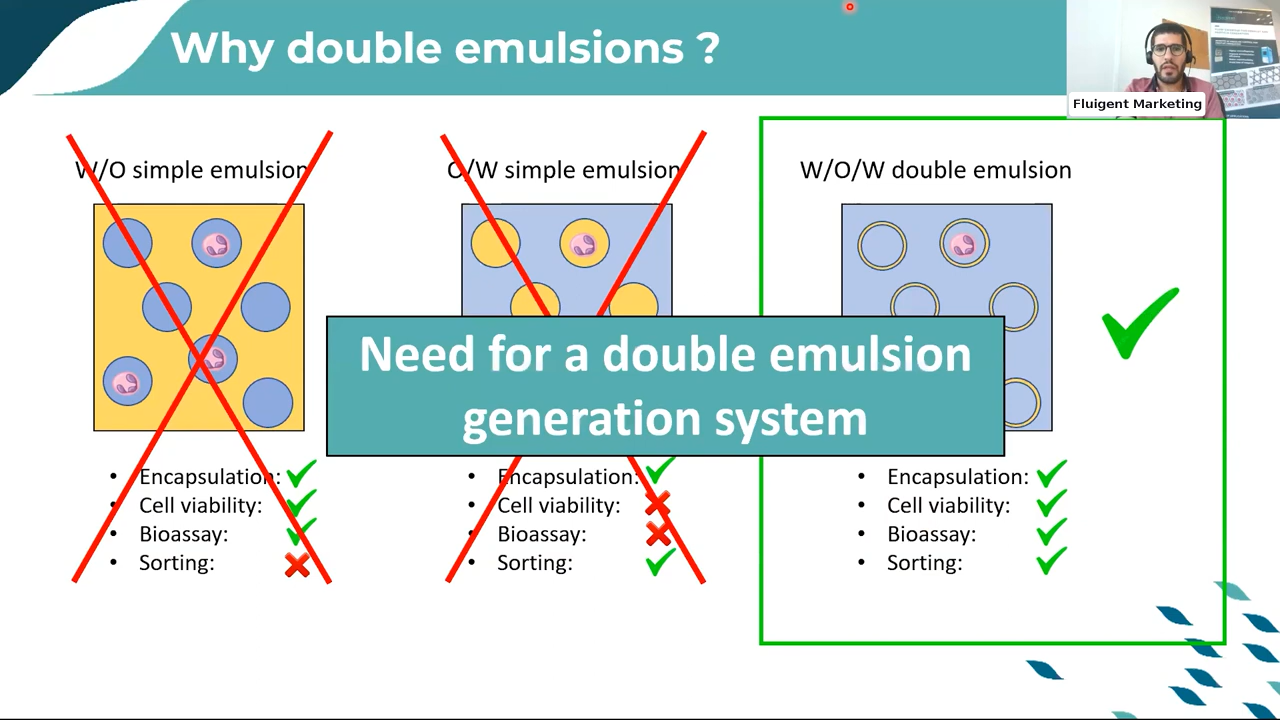 Why double emulsions ?
Fluigent Marketing
W/O simple emulsion
O/W simple emulsion
W/O/W double emulsion
Need for a double emulsion
generation system
• Encapsulation:
• Cell viability:
• Bioassay:
• Sorting:
• Encapsulation:
• Cell viability:
• Bioassay:
• Sorting:
• Encapsulation:
• Cell viability:
• Bioassay:
• Sorting: